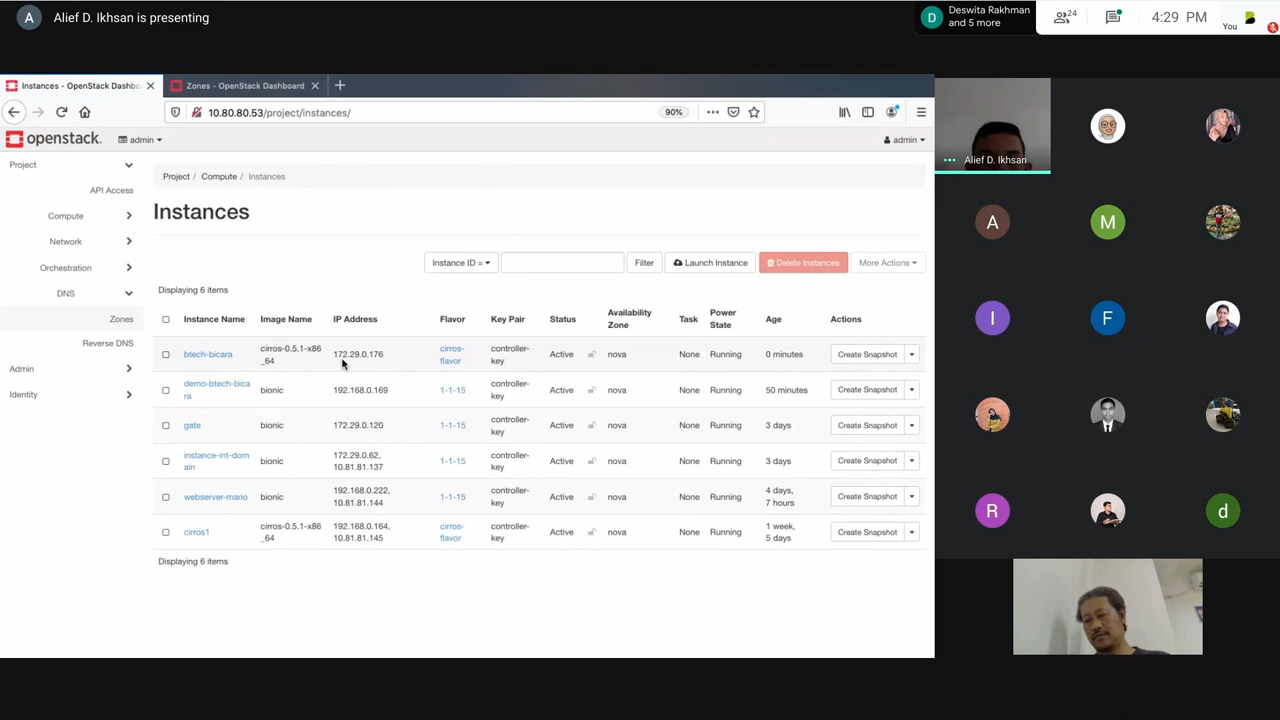 A
Alief D. Ikhsan is presenting
D
Deswita Rakhman
and 5 more
24
4:29 PM
You
Instances - OpenStack Dashbo
Zones - OpenStack Dashboard
10.80.80.53/project/instances/
90%
openstack.
admin
admin
Project
API Access
Compute
Network
Orchestration
DNS
Zones
Reverse DNS
Admin
Identity
Project / Compute / Instances
Instances
Instance ID =
Filter
Launch Instance
Delete Instances
More Actions
Displaying 6 items
Instance Name Image Name IP Address Flavor Key Pair Status Availability Zone Task Power State Age Actions
btech-bicara cirros-0.5.1-x86_64 172.29.0.176 cirros-flavor controller-key Active nova None Running 0 minutes Create Snapshot
demo-btech-bicara bionic 192.168.0.169 1-1-15 controller-key Active nova None Running 50 minutes Create Snapshot
gate bionic 172.29.0.120 1-1-15 controller-key Active nova None Running 3 days Create Snapshot
instance-int-domain bionic 172.29.0.62, 10.81.81.137 1-1-15 controller-key Active nova None Running 3 days Create Snapshot
webserver-mario bionic 192.168.0.222, 10.81.81.144 1-1-15 controller-key Active nova None Running 4 days, 7 hours Create Snapshot
cirros1 cirros-0.5.1-x86_64 192.168.0.164, 10.81.81.145 cirros-flavor controller-key Active nova None Running 1 week, 5 days Create Snapshot
Displaying 6 items
Alief D. Ikhsan
A
M
I
F
R
d